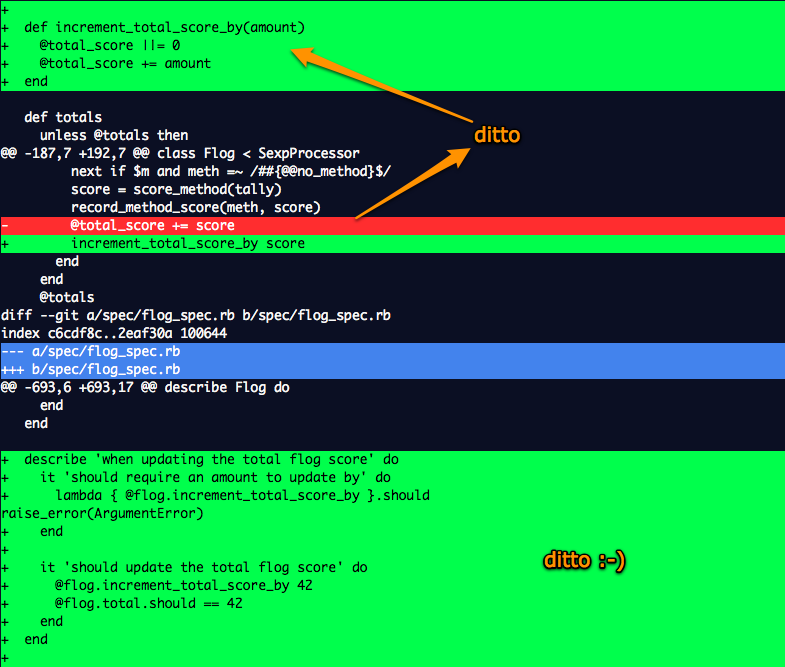 +
+  def increment_total_score_by(amount)
+    @total_score ||= 0
+    @total_score += amount
+  end

   def totals
     unless @totals then
ditto
@@ -187,7 +192,7 @@ class Flog < SexpProcessor
         next if $m and meth =~ /##{@@no_method}$/
         score = score_method(tally)
         record_method_score(meth, score)
-        @total_score += score
+        increment_total_score_by score
       end
     end
     @totals
diff --git a/spec/flog_spec.rb b/spec/flog_spec.rb
index c6cdf8c..2eaf30a 100644
--- a/spec/flog_spec.rb
+++ b/spec/flog_spec.rb
@@ -693,6 +693,17 @@ describe Flog do
     end
   end

+  describe 'when updating the total flog score' do
+    it 'should require an amount to update by' do
+      lambda { @flog.increment_total_score_by }.should
raise_error(ArgumentError)
+    end
+
ditto :-)
+    it 'should update the total flog score' do
+      @flog.increment_total_score_by 42
+      @flog.total.should == 42
+    end
+  end
+